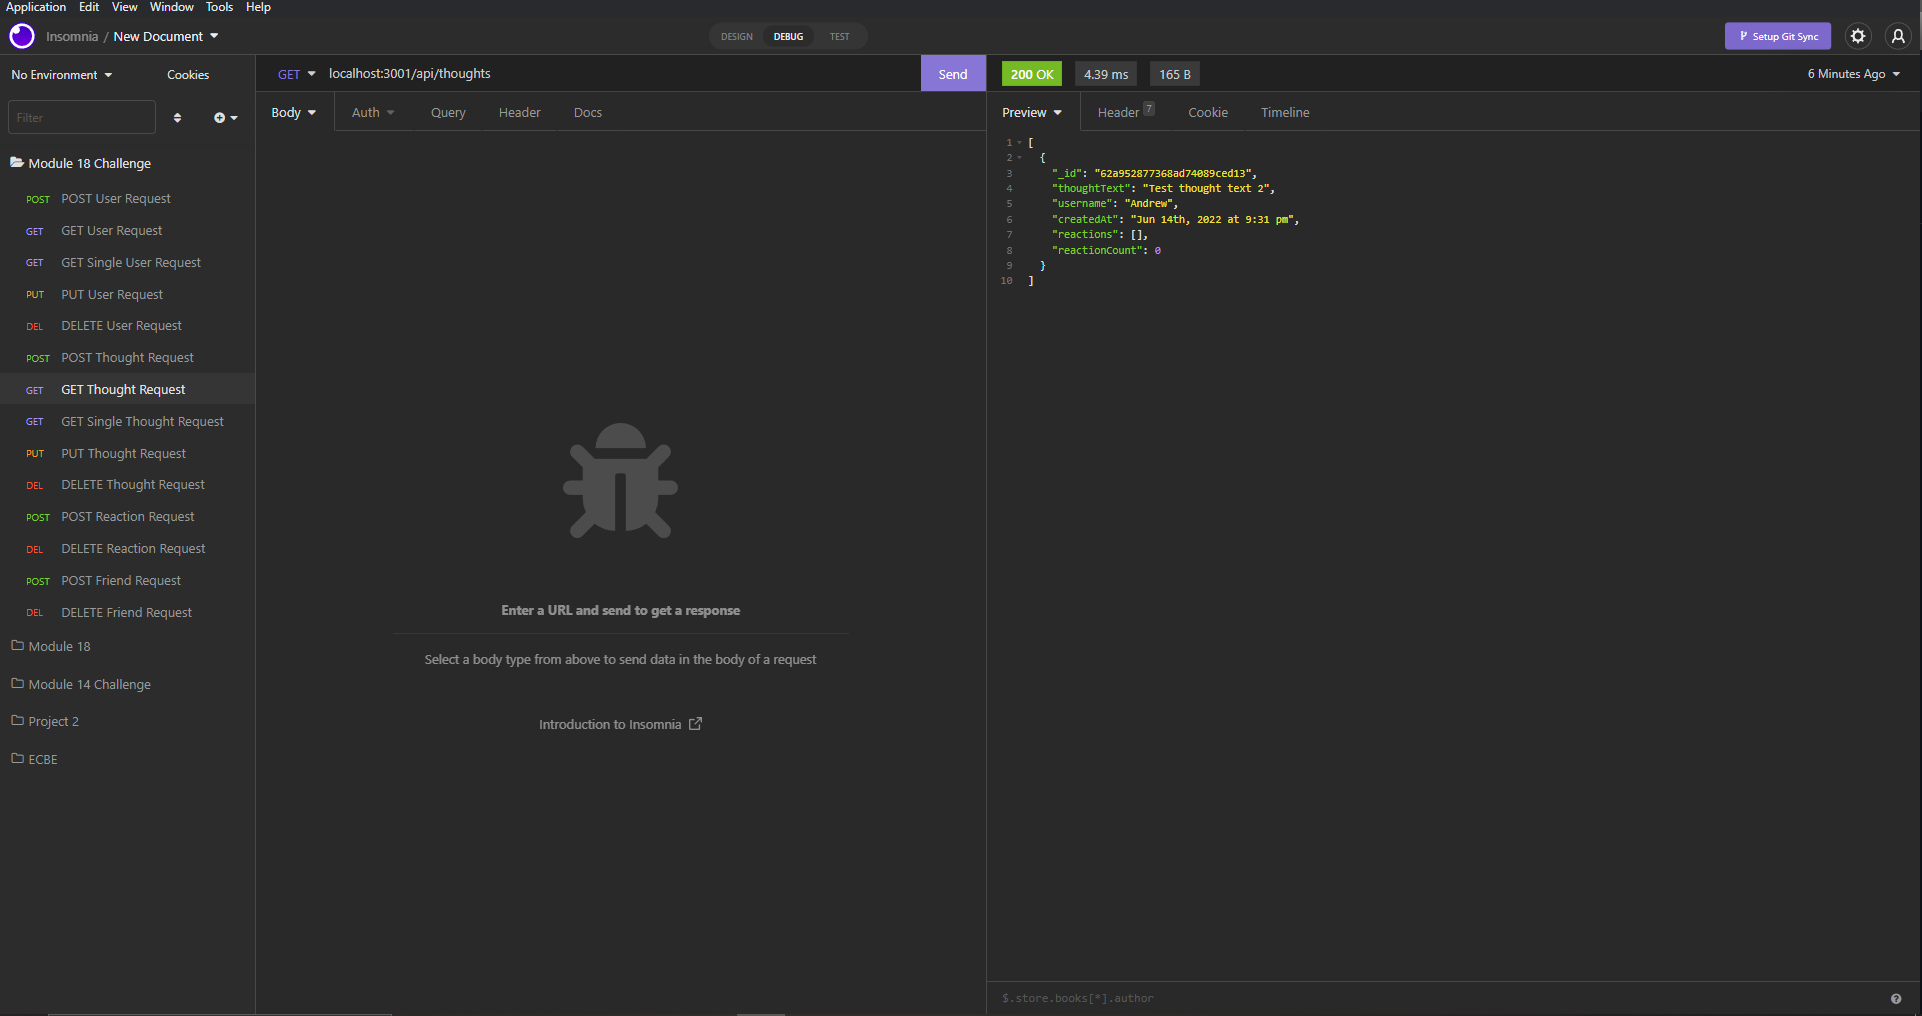 Application Edit View Window Tools Help
Insomnia / New Document
DESIGN DEBUG TEST
Setup Git Sync
No Environment Cookies
GET localhost:3001/api/thoughts Send
200 OK 4.39 ms 165 B 6 Minutes Ago
Filter
Body Auth Query Header Docs
Preview Header 7 Cookie Timeline
Module 18 Challenge
POST POST User Request
GET GET User Request
GET GET Single User Request
PUT PUT User Request
DEL DELETE User Request
POST POST Thought Request
GET GET Thought Request
GET GET Single Thought Request
PUT PUT Thought Request
DEL DELETE Thought Request
POST POST Reaction Request
DEL DELETE Reaction Request
POST POST Friend Request
DEL DELETE Friend Request
Module 18
Module 14 Challenge
Project 2
ECBE
Enter a URL and send to get a response
Select a body type from above to send data in the body of a request
Introduction to Insomnia
1 [
2 {
3 "_id": "62a952877368ad74089ced13",
4 "thoughtText": "Test thought text 2",
5 "username": "Andrew",
6 "createdAt": "Jun 14th, 2022 at 9:31 pm",
7 "reactions": [],
8 "reactionCount": 0
9 }
10 ]
$.store.books[*].author